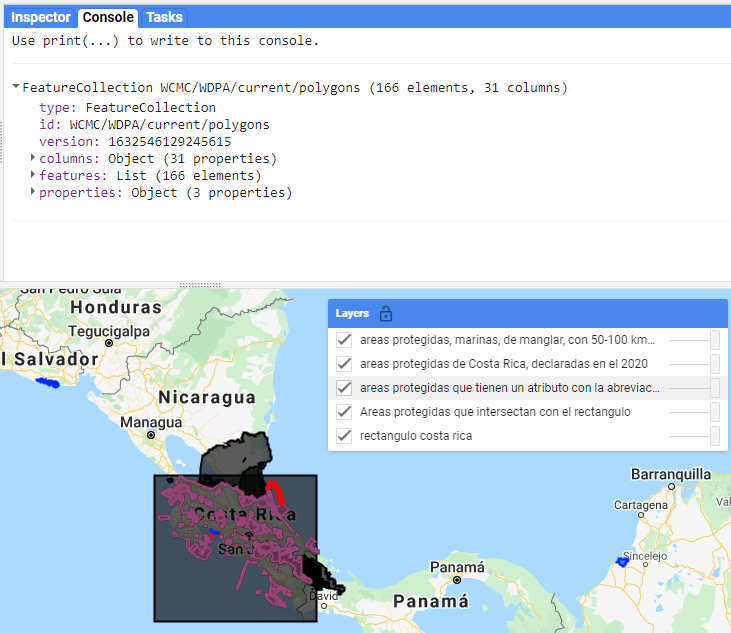 Inspector Console Tasks
Use print(...) to write to this console.
FeatureCollection WCMC/WDPA/current/polygons (166 elements, 31 columns)
type: FeatureCollection
id: WCMC/WDPA/current/polygons
version: 1632546129245615
columns: Object (31 properties)
features: List (166 elements)
properties: Object (3 properties)
San Pedro Sula
Honduras
Tegucigalpa
l Salvador
Nicaragua
Managua
Layers
areas protegidas, marinas, de manglar, con 50-100 km...
areas protegidas de Costa Rica, declaradas en el 2020
areas protegidas que tienen un atributo con la abreviac...
Areas protegidas que intersectan con el rectangulo
rectangulo costa rica
Barranquilla
Cartagena
Val
Costa Rica
San J
Sincelejo
Panamá
David
Panamá